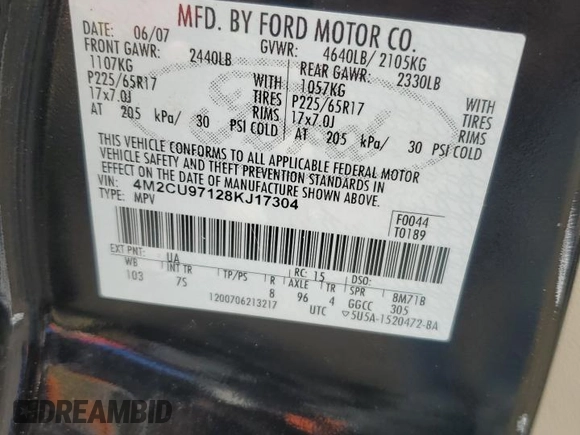 MFD. BY FORD MOTOR CO.
DATE: 06/07 GVWR: 4640LB/ 2105KG
FRONT GAWR: 2440LB REAR GAWR: 2330LB
1107KG WITH 1057KG WITH
P225/65R17 TIRES P225/65R17 TIRES
17x7.0J RIMS 17x7.0J RIMS
AT 205 kPa/ 30 PSI COLD AT 205 kPa/ 30 PSI COLD
THIS VEHICLE CONFORMS TO ALL APPLICABLE FEDERAL MOTOR
VEHICLE SAFETY AND THEFT PREVENTION STANDARDS IN
EFFECT ON THE DATE OF MANUFACTURE SHOWN ABOVE.
VIN: 4M2CU97128KJ17304
TYPE: MPV
F0044
T0189
EXT PNT: UA RC: 15 DSO:
WB INT TR TP/PS R AXLE TR SPR 8M71B
103 7S 8 96 4 GGCC 305
1200706213217 UTC 5U5A-1520472-BA
DREAMBID